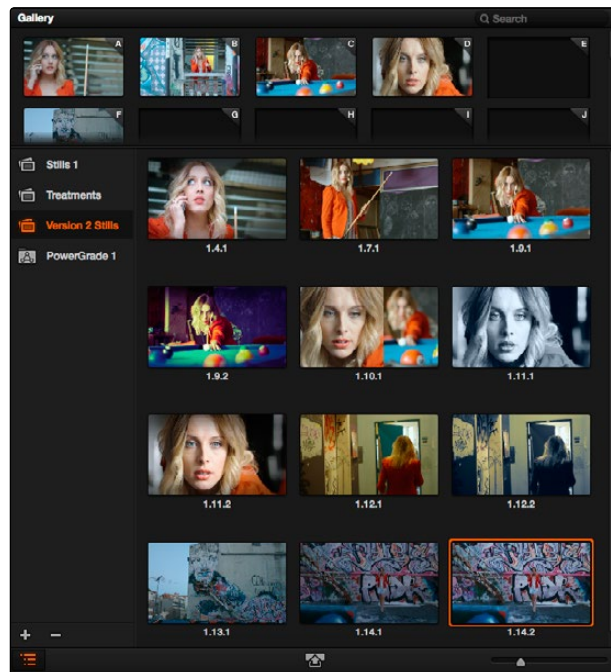 Gallery
Search
A
B
C
D
E
F
G
H
I
J
Stills 1
Treatments
Version 2 Stills
PowerGrade 1
1.4.1
1.7.1
1.9.1
1.9.2
1.10.1
1.11.1
1.11.2
1.12.1
1.12.2
1.13.1
1.14.1
1.14.2